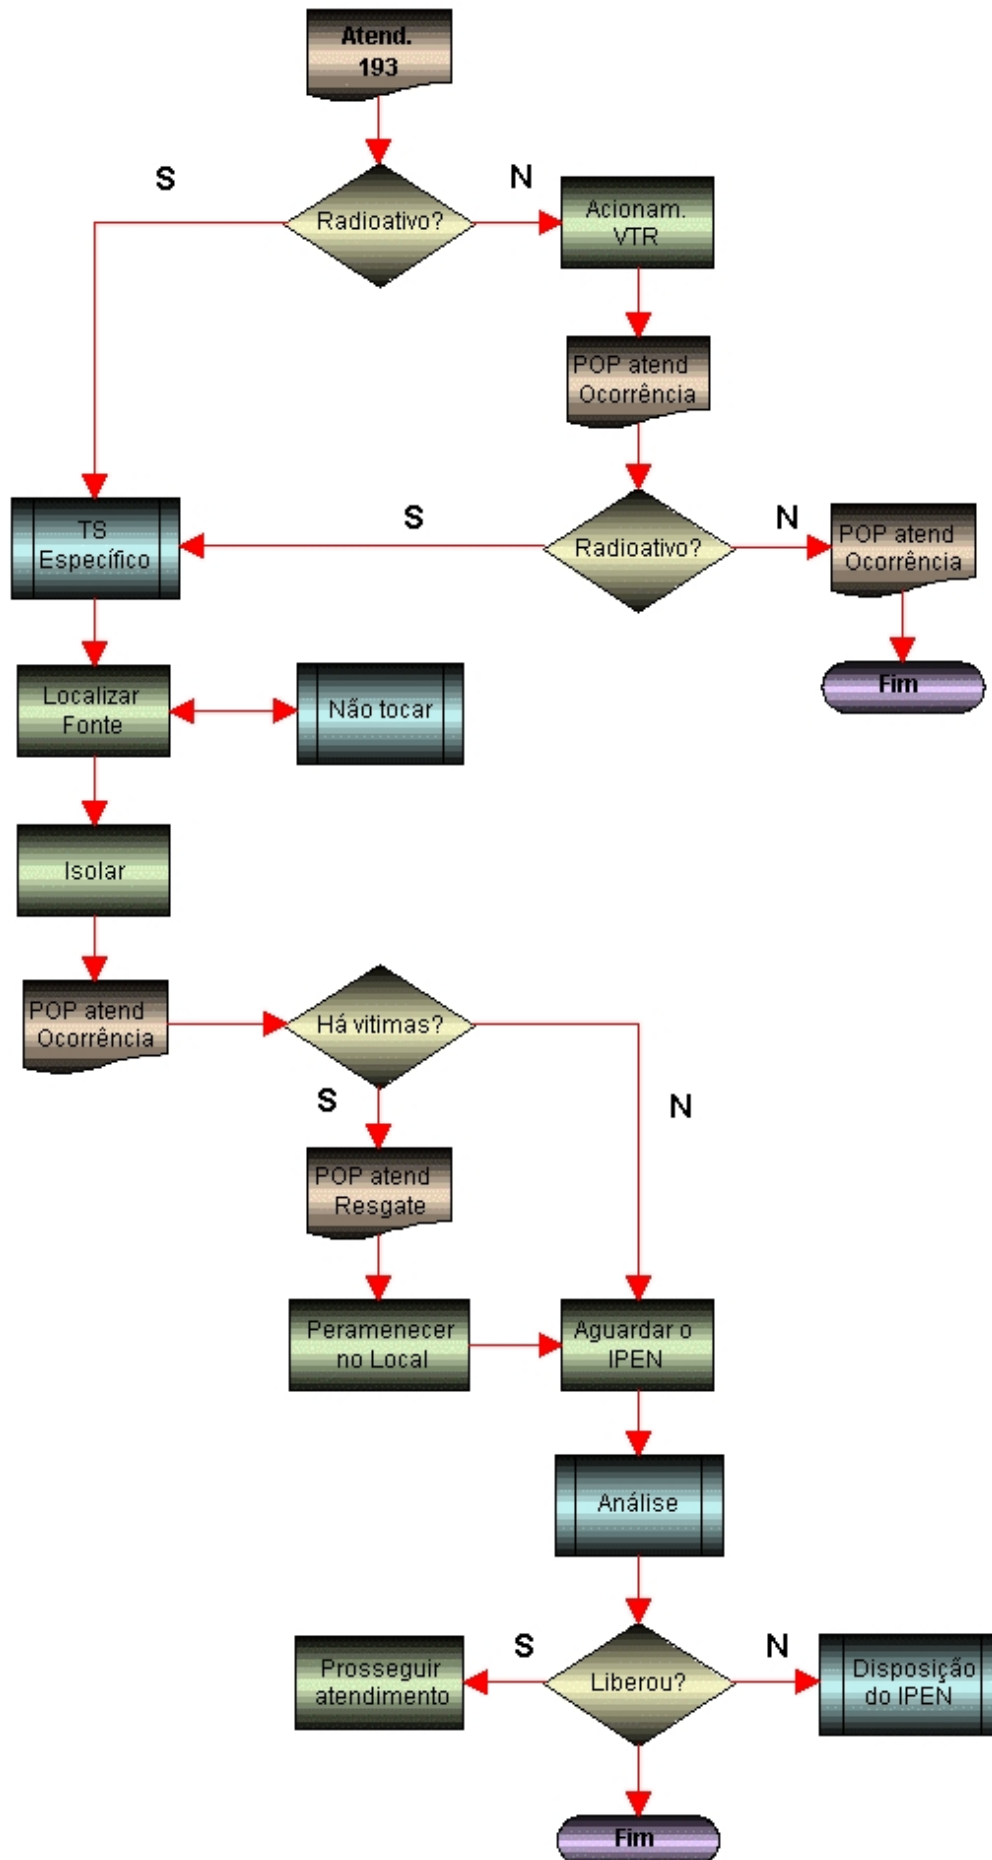 Atend.
193
S
N
Radioativo?
Acionam.
VTR
POP atend
Ocorrência
S
N
TS
Específico
Radioativo?
POP atend
Ocorrência
Localizar
Fonte
Não tocar
Fim
Isolar
POP atend
Ocorrência
Há vitimas?
S
N
POP atend
Resgate
Peramenecer
no Local
Aguardar o
IPEN
Análise
S
N
Prosseguir
atendimento
Liberou?
Disposição
do IPEN
Fim